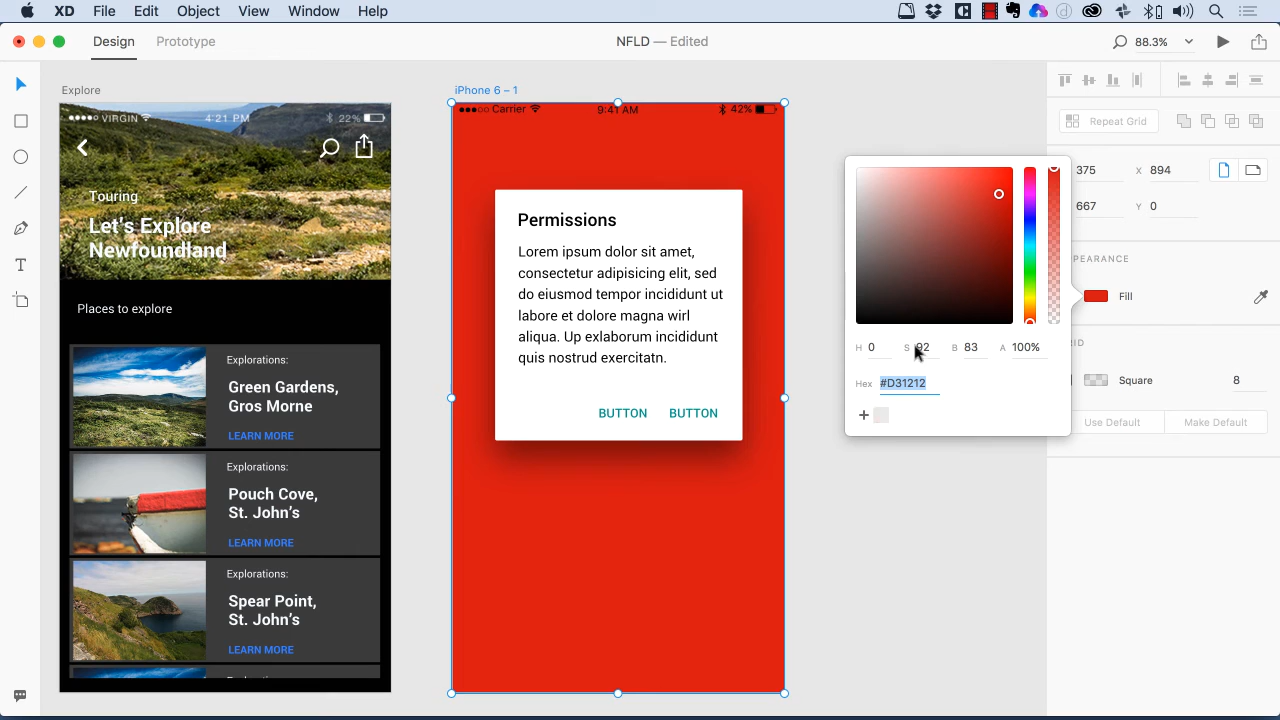 XD File Edit Object View Window Help
Design Prototype
NFLD — Edited
88.3%
Explore
VIRGIN 4:21 PM 22%
Touring
Let's Explore
Newfoundland
Places to explore
Explorations:
Green Gardens,
Gros Morne
LEARN MORE
Explorations:
Pouch Cove,
St. John's
LEARN MORE
Explorations:
Spear Point,
St. John's
LEARN MORE
iPhone 6 – 1
Carrier 9:41 AM 42%
Permissions
Lorem ipsum dolor sit amet,
consectetur adipisicing elit, sed
do eiusmod tempor incididunt ut
labore et dolore magna wirl
aliqua. Up exlaborum incididunt
quis nostrud exercitatn.
BUTTON BUTTON
H 0 S 92 B 83 A 100%
Hex #D31212
Repeat Grid
375 X 894
667 Y 0
PEARANCE
Fill
RID
Square 8
Use Default Make Default